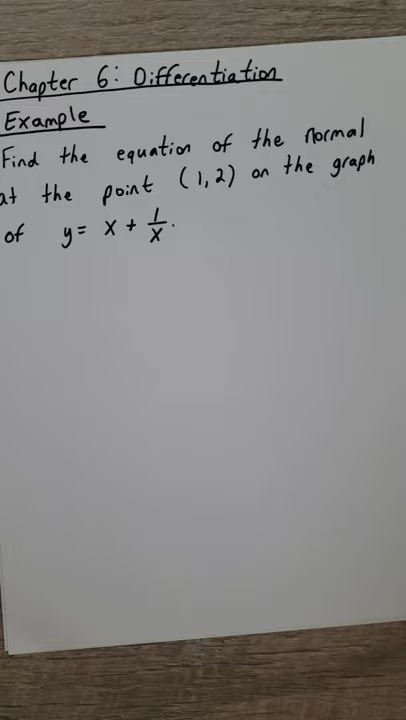 Chapter 6: Differentiation
Example
Find the equation of the normal
at the point (1,2) on the graph
of y = x + 1/x.